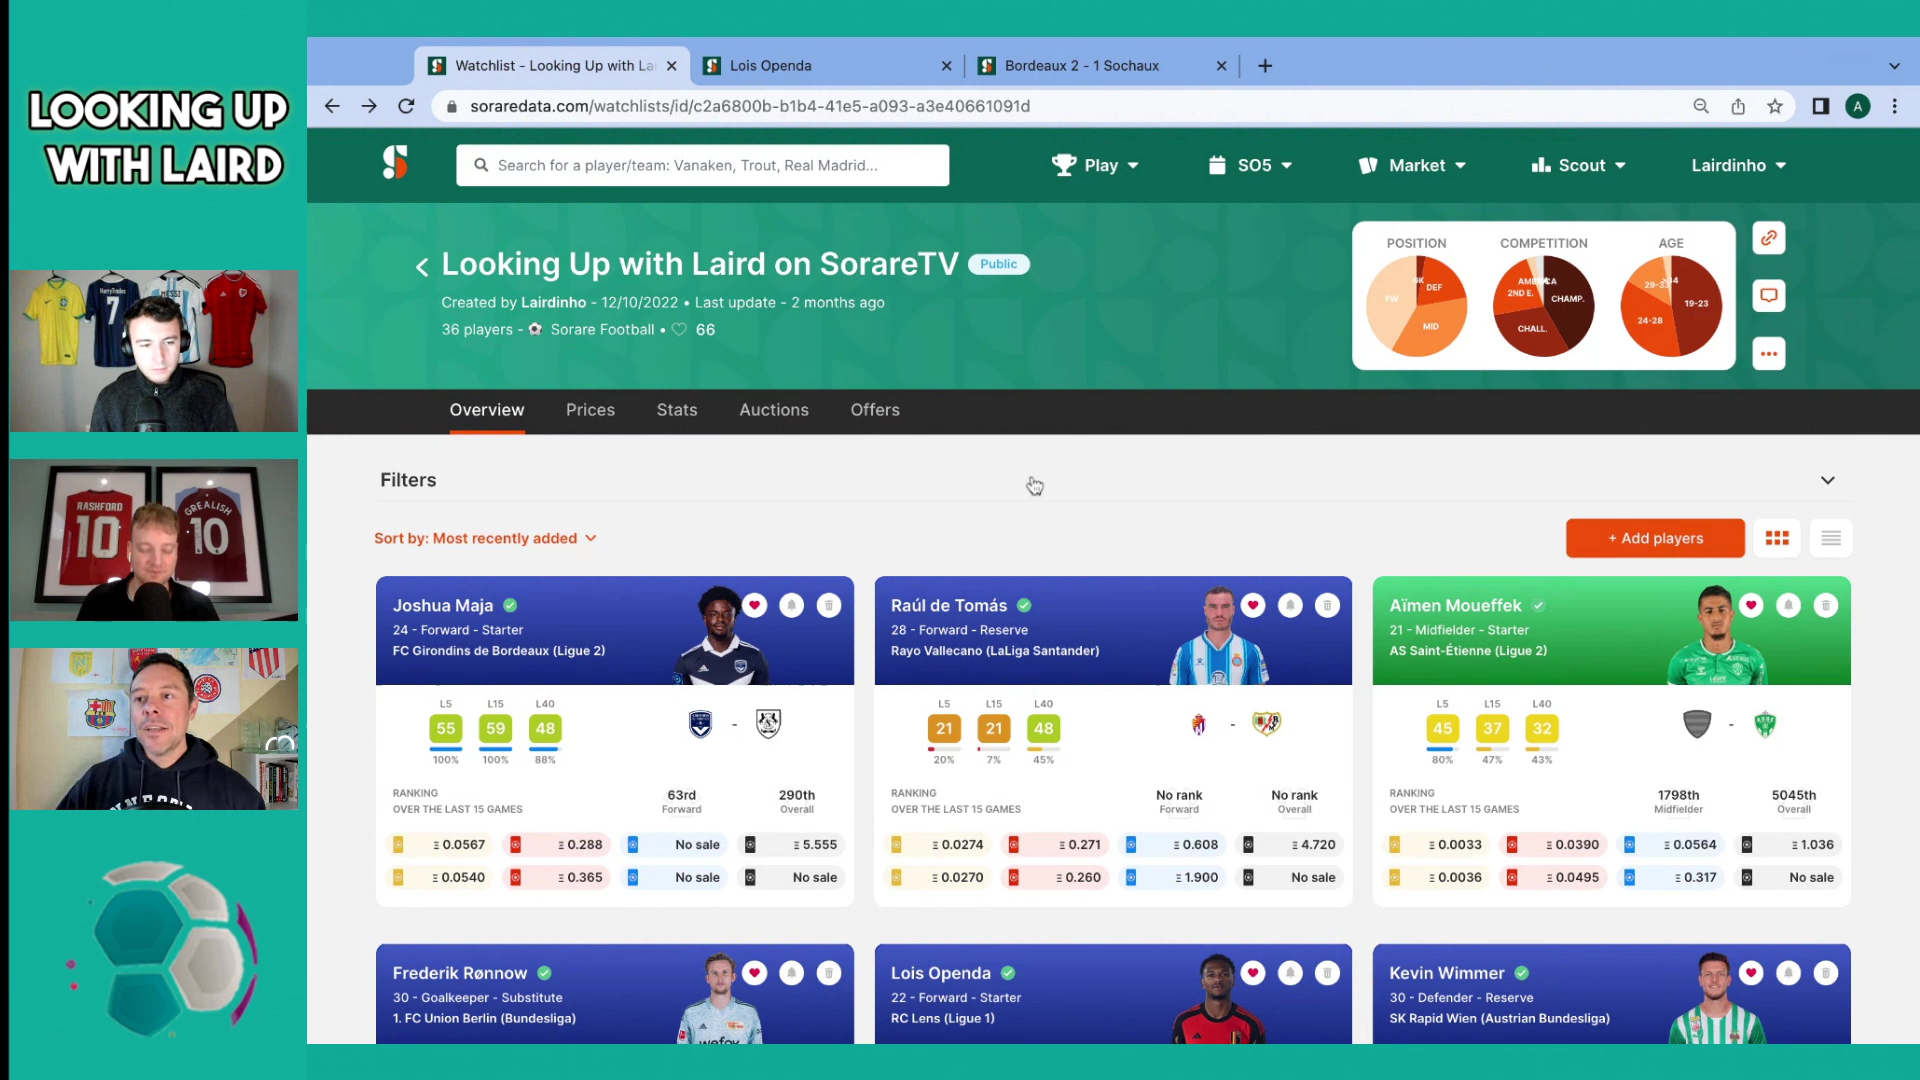 LOOKING UP
WITH LAIRD
HarryTrades
7
MESSI
RASHFORD
10
GREALISH
10
Watchlist - Looking Up with La
Lois Openda
Bordeaux 2 - 1 Sochaux
soraredata.com/watchlists/id/c2a6800b-b1b4-41e5-a093-a3e40661091d
A
Search for a player/team: Vanaken, Trout, Real Madrid...
Play
SO5
Market
Scout
Lairdinho
Looking Up with Laird on SorareTV
Public
Created by Lairdinho - 12/10/2022 • Last update - 2 months ago
36 players - Sorare Football • 66
POSITION
COMPETITION
AGE
GK
DEF
MID
FW
CHAMP.
CHALL.
2ND E.
19-23
24-28
Overview
Prices
Stats
Auctions
Offers
Filters
Sort by: Most recently added
+ Add players
Joshua Maja
24 - Forward - Starter
FC Girondins de Bordeaux (Ligue 2)
L5 L15 L40
55 59 48
100% 100% 88%
-
RANKING
OVER THE LAST 15 GAMES
63rd
Forward
290th
Overall
Ξ 0.0567 Ξ 0.288 No sale Ξ 5.555
Ξ 0.0540 Ξ 0.365 No sale No sale
Raúl de Tomás
28 - Forward - Reserve
Rayo Vallecano (LaLiga Santander)
L5 L15 L40
21 21 48
20% 7% 45%
-
RANKING
OVER THE LAST 15 GAMES
No rank
Forward
No rank
Overall
Ξ 0.0274 Ξ 0.271 Ξ 0.608 Ξ 4.720
Ξ 0.0270 Ξ 0.260 Ξ 1.900 No sale
Aïmen Moueffek
21 - Midfielder - Starter
AS Saint-Étienne (Ligue 2)
L5 L15 L40
45 37 32
80% 47% 43%
-
RANKING
OVER THE LAST 15 GAMES
1798th
Midfielder
5045th
Overall
Ξ 0.0033 Ξ 0.0390 Ξ 0.0564 Ξ 1.036
Ξ 0.0036 Ξ 0.0495 Ξ 0.317 No sale
Frederik Rønnow
30 - Goalkeeper - Substitute
1. FC Union Berlin (Bundesliga)
wefox
Lois Openda
22 - Forward - Starter
RC Lens (Ligue 1)
Kevin Wimmer
30 - Defender - Reserve
SK Rapid Wien (Austrian Bundesliga)